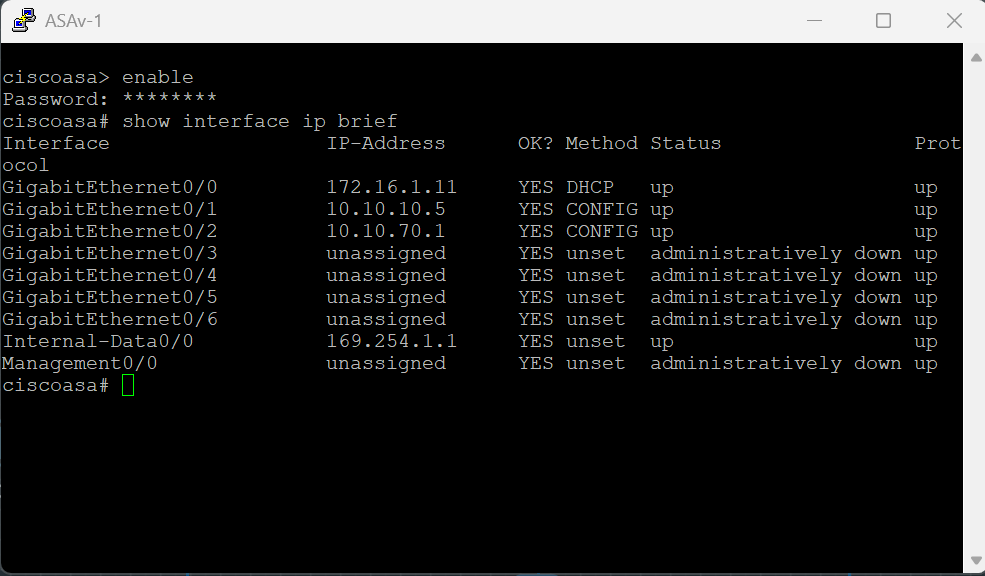 ASAv-1
ciscoasa> enable
Password: ********
ciscoasa# show interface ip brief
Interface                  IP-Address      OK? Method Status                Prot
ocol
GigabitEthernet0/0         172.16.1.11     YES DHCP   up                    up
GigabitEthernet0/1         10.10.10.5      YES CONFIG up                    up
GigabitEthernet0/2         10.10.70.1      YES CONFIG up                    up
GigabitEthernet0/3         unassigned      YES unset  administratively down up
GigabitEthernet0/4         unassigned      YES unset  administratively down up
GigabitEthernet0/5         unassigned      YES unset  administratively down up
GigabitEthernet0/6         unassigned      YES unset  administratively down up
Internal-Data0/0           169.254.1.1     YES unset  up                    up
Management0/0              unassigned      YES unset  administratively down up
ciscoasa#